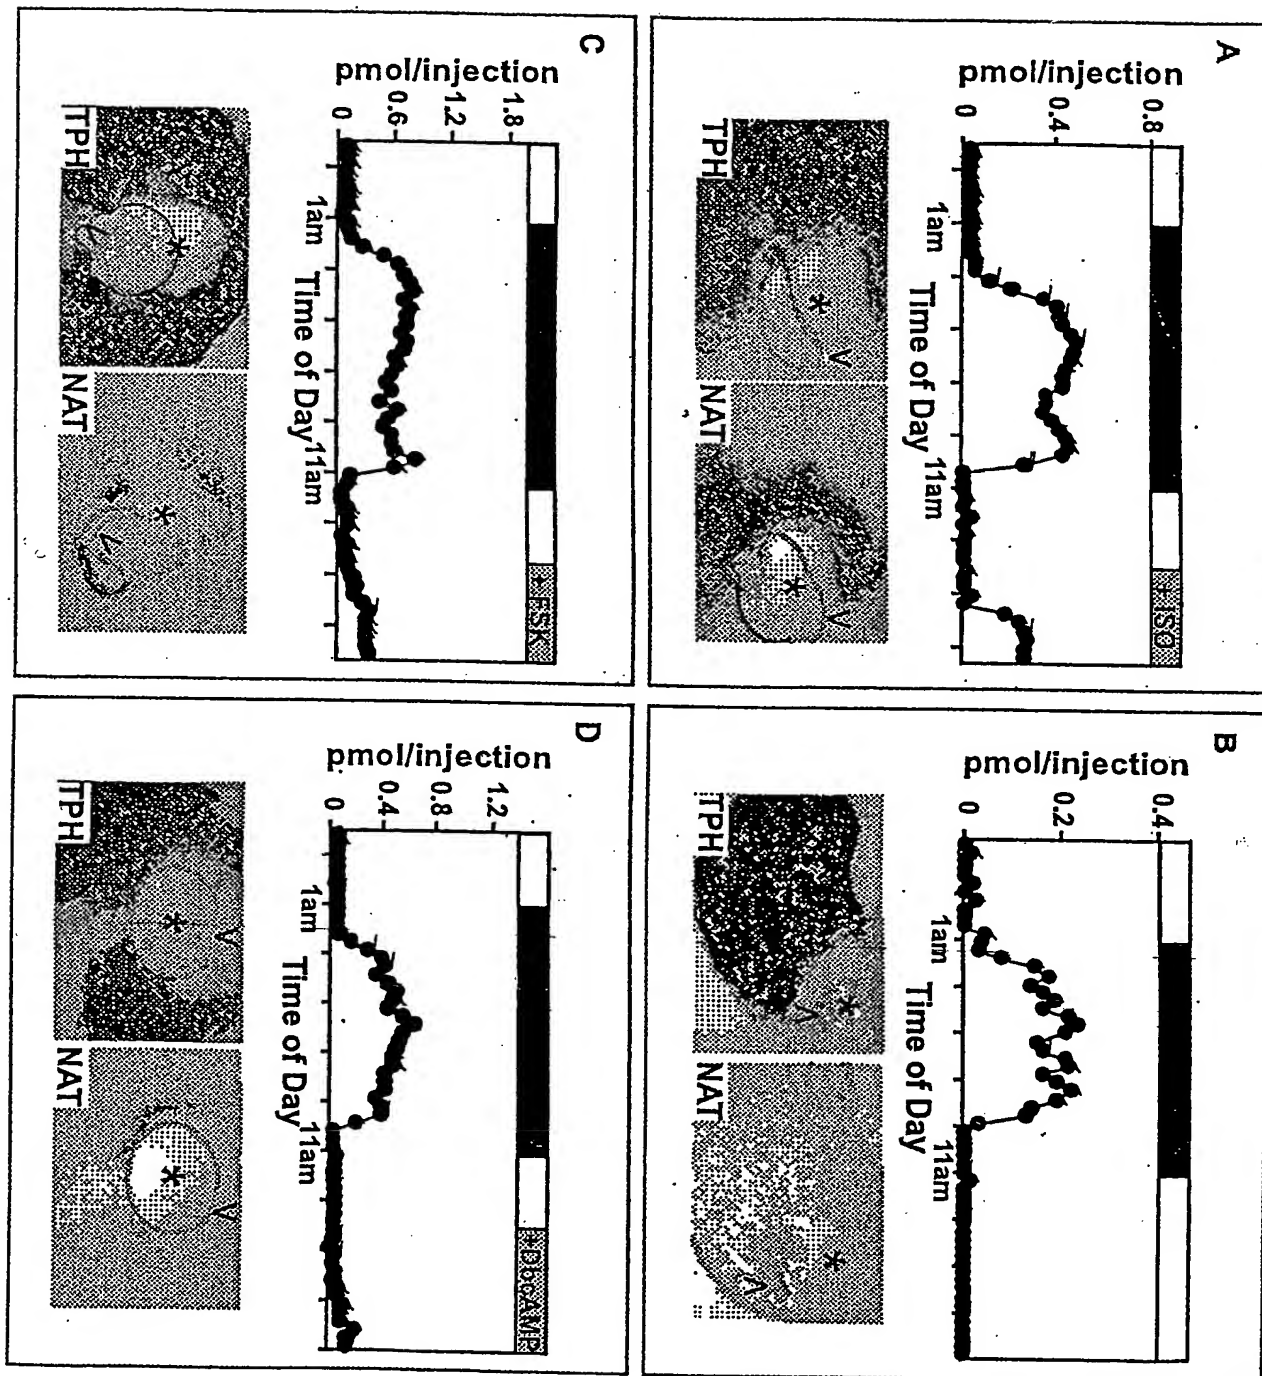 A
pmol/injection
0 0.4 0.8
+ ISO
1am 11am
Time of Day
TPH NAT
* V * V
B
pmol/injection
0 0.2 0.4
1am 11am
Time of Day
TPH NAT
* V * V
C
pmol/injection
0 0.6 1.2 1.8
+ FSK
1am 11am
Time of Day
TPH NAT
* V * V
D
pmol/injection
0 0.4 0.8 1.2
+DbcAMP
1am 11am
Time of Day
TPH NAT
* V * V